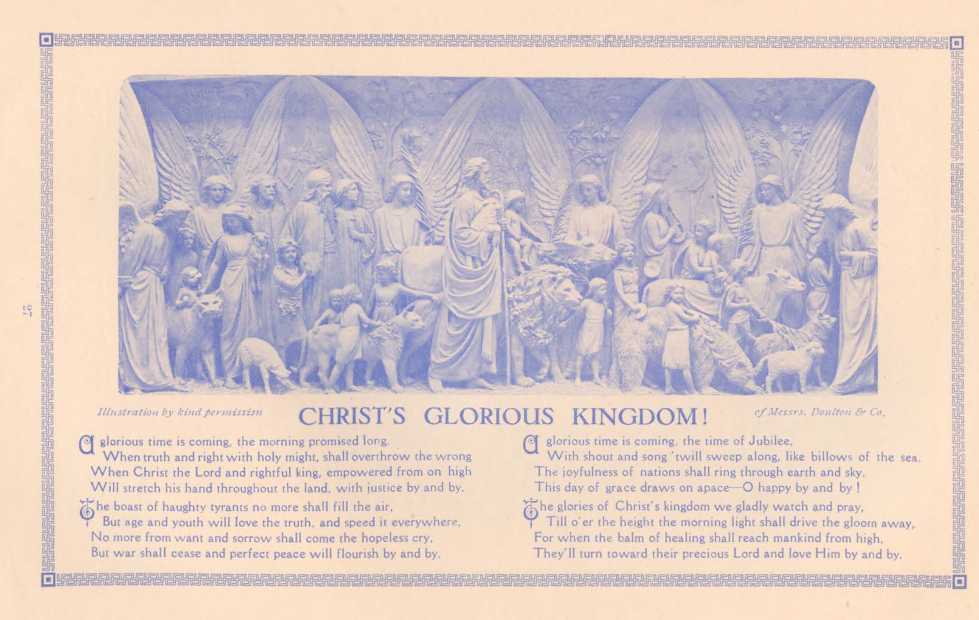 27
Illustration by kind permission
CHRIST'S GLORIOUS KINGDOM!
of Messrs. Doulton & Co,
A glorious time is coming, the morning promised long.
When truth and right with holy might, shall overthrow the wrong
When Christ the Lord and rightful king, empowered from on high
Will stretch his hand throughout the land, with justice by and by.
The boast of haughty tyrants no more shall fill the air,
But age and youth will love the truth, and speed it everywhere,
No more from want and sorrow shall come the hopeless cry,
But war shall cease and perfect peace will flourish by and by.
A glorious time is coming, the time of Jubilee,
With shout and song 'twill sweep along, like billows of the sea.
The joyfulness of nations shall ring through earth and sky.
This day of grace draws on apace—O happy by and by!
The glories of Christ's kingdom we gladly watch and pray,
Till o'er the height the morning light shall drive the gloom away,
For when the balm of healing shall reach mankind from high,
They'll turn toward their precious Lord and love Him by and by.